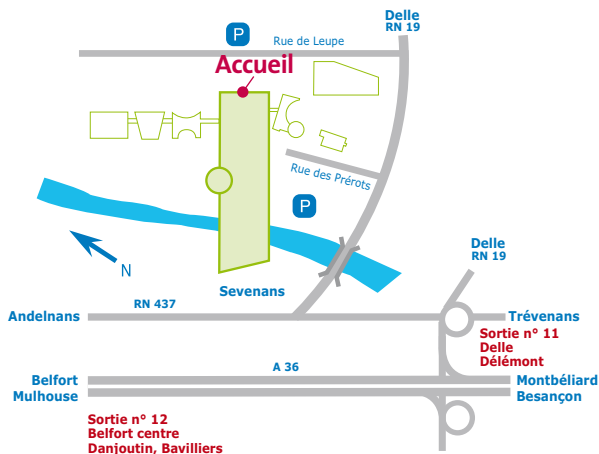 Delle
RN 19
P
Rue de Leupe
Accueil
Rue des Prérots
P
N
Delle
RN 19
Sevenans
RN 437
Andelnans
Trévenans
Sortie n° 11
Delle
Délémont
A 36
Belfort
Montbéliard
Mulhouse
Besançon
Sortie n° 12
Belfort centre
Danjoutin, Bavilliers